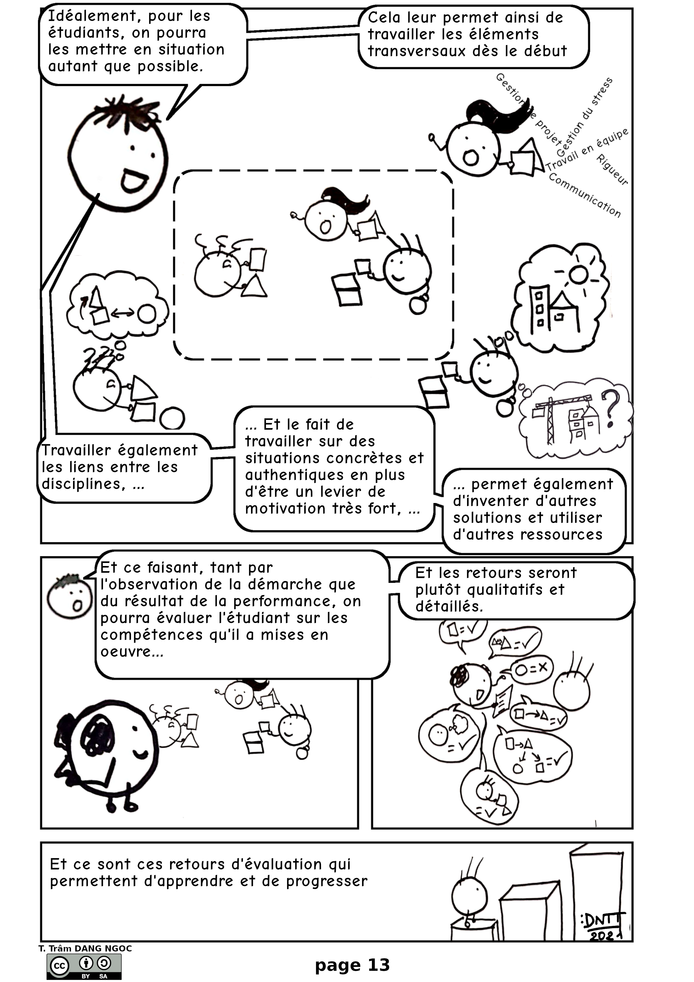 Idéalement, pour les
étudiants, on pourra
les mettre en situation
autant que possible.
Cela leur permet ainsi de
travailler les éléments
transversaux dès le début
Gestion de projet
Gestion du stress
Travail en équipe
Rigueur
Communication
?
Travailler également
les liens entre les
disciplines, ...
... Et le fait de
travailler sur des
situations concrètes et
authentiques en plus
d'être un levier de
motivation très fort, ...
... permet également
d'inventer d'autres
solutions et utiliser
d'autres ressources
Et ce faisant, tant par
l'observation de la démarche que
du résultat de la performance, on
pourra évaluer l'étudiant sur les
compétences qu'il a mises en
oeuvre...
Et les retours seront
plutôt qualitatifs et
détaillés.
Et ce sont ces retours d'évaluation qui
permettent d'apprendre et de progresser
:DNTT
2021
T. Trâm DANG NGOC
cc BY SA
page 13